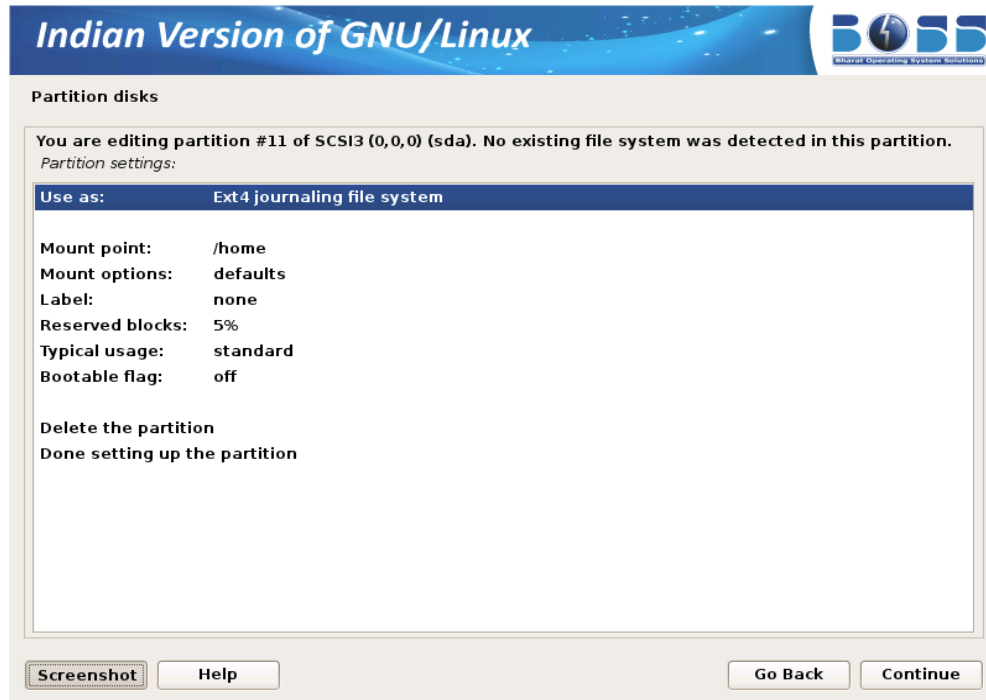 Indian Version of GNU/Linux
BOSS
Bharat Operating System Solutions
Partition disks
You are editing partition #11 of SCSI3 (0,0,0) (sda). No existing file system was detected in this partition.
Partition settings:
Use as: Ext4 journaling file system
Mount point: /home
Mount options: defaults
Label: none
Reserved blocks: 5%
Typical usage: standard
Bootable flag: off
Delete the partition
Done setting up the partition
Screenshot Help Go Back Continue